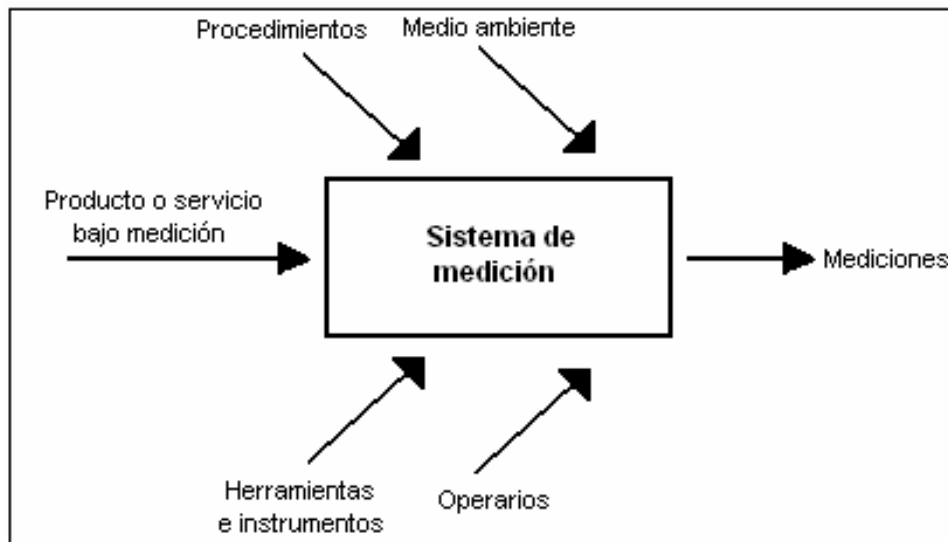 Procedimientos
Medio ambiente
Producto o servicio
bajo medición
Sistema de
medición
Mediciones
Herramientas
e instrumentos
Operarios